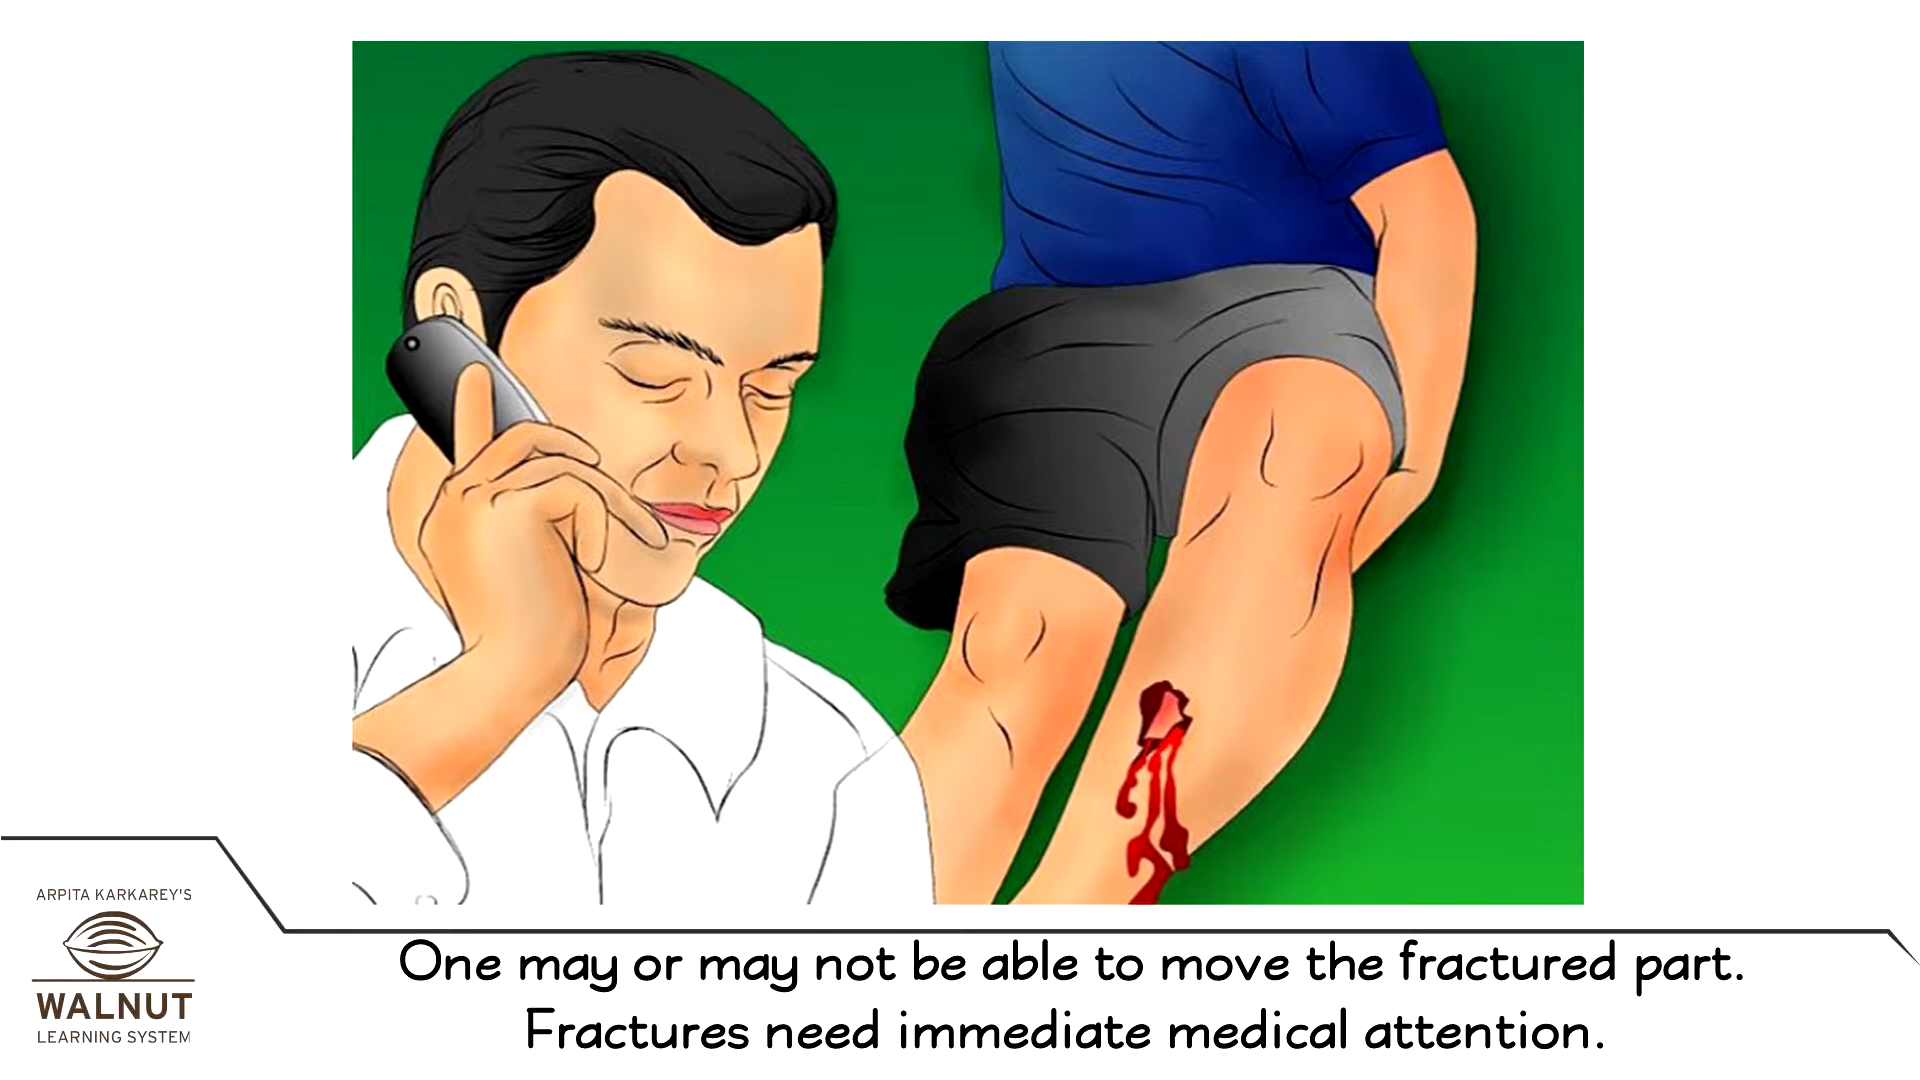 ARPITA KARKAREY'S
WALNUT
LEARNING SYSTEM
One may or may not be able to move the fractured part.
Fractures need immediate medical attention.